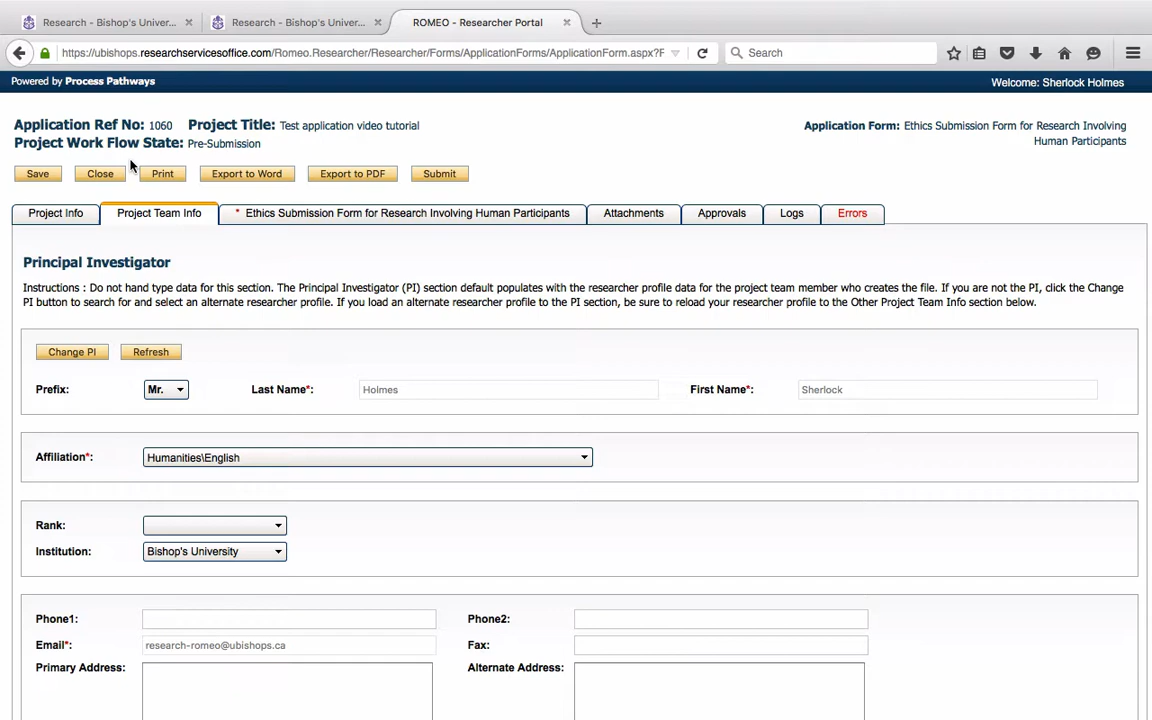 Research - Bishop's Univer...
Research - Bishop's Univer...
ROMEO - Researcher Portal
https://ubishops.researchservicesoffice.com/Romeo.Researcher/Researcher/Forms/ApplicationForms/ApplicationForm.aspx?F
Search
Powered by Process Pathways
Welcome: Sherlock Holmes
Application Ref No: 1060 Project Title: Test application video tutorial
Project Work Flow State: Pre-Submission
Application Form: Ethics Submission Form for Research Involving
Human Participants
Save Close Print Export to Word Export to PDF Submit
Project Info Project Team Info * Ethics Submission Form for Research Involving Human Participants Attachments Approvals Logs Errors
Principal Investigator
Instructions : Do not hand type data for this section. The Principal Investigator (PI) section default populates with the researcher profile data for the project team member who creates the file. If you are not the PI, click the Change
PI button to search for and select an alternate researcher profile. If you load an alternate researcher profile to the PI section, be sure to reload your researcher profile to the Other Project Team Info section below.
Change PI Refresh
Prefix: Mr. Last Name*: Holmes First Name*: Sherlock
Affiliation*: Humanities\English
Rank:
Institution: Bishop's University
Phone1: Phone2:
Email*: research-romeo@ubishops.ca Fax:
Primary Address: Alternate Address: